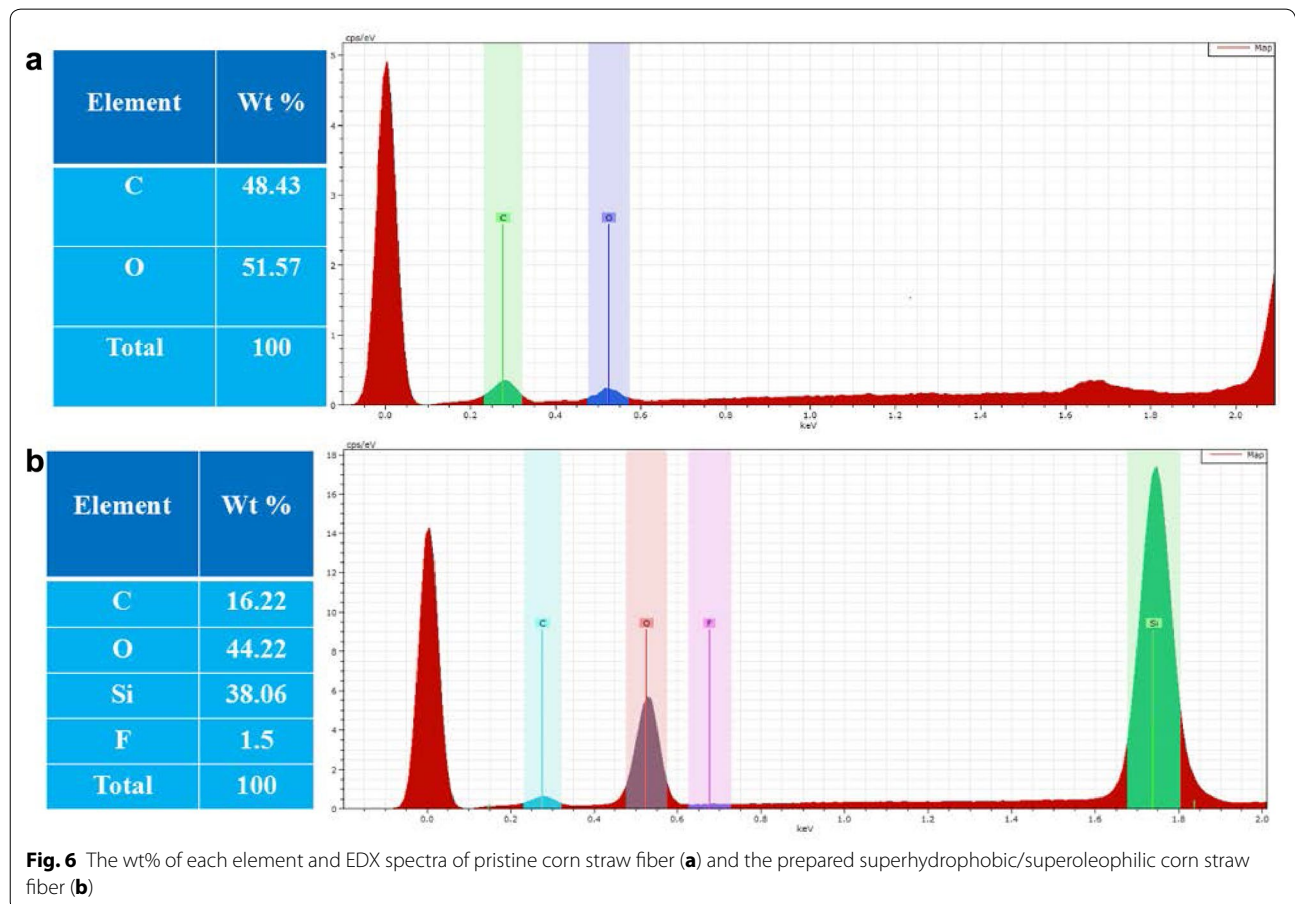 a
Element Wt %
C 48.43
O 51.57
Total 100
cps/eV
Map
5
4
3
2
1
0
C O
0.0 0.2 0.4 0.6 0.8 1.0 1.2 1.4 1.6 1.8 2.0
keV
b
Element Wt %
C 16.22
O 44.22
Si 38.06
F 1.5
Total 100
cps/eV
Map
18
16
14
12
10
8
6
4
2
0
C O F Si
0.0 0.2 0.4 0.6 0.8 1.0 1.2 1.4 1.6 1.8 2.0
keV
Fig. 6 The wt% of each element and EDX spectra of pristine corn straw fiber (a) and the prepared superhydrophobic/superoleophilic corn straw
fiber (b)